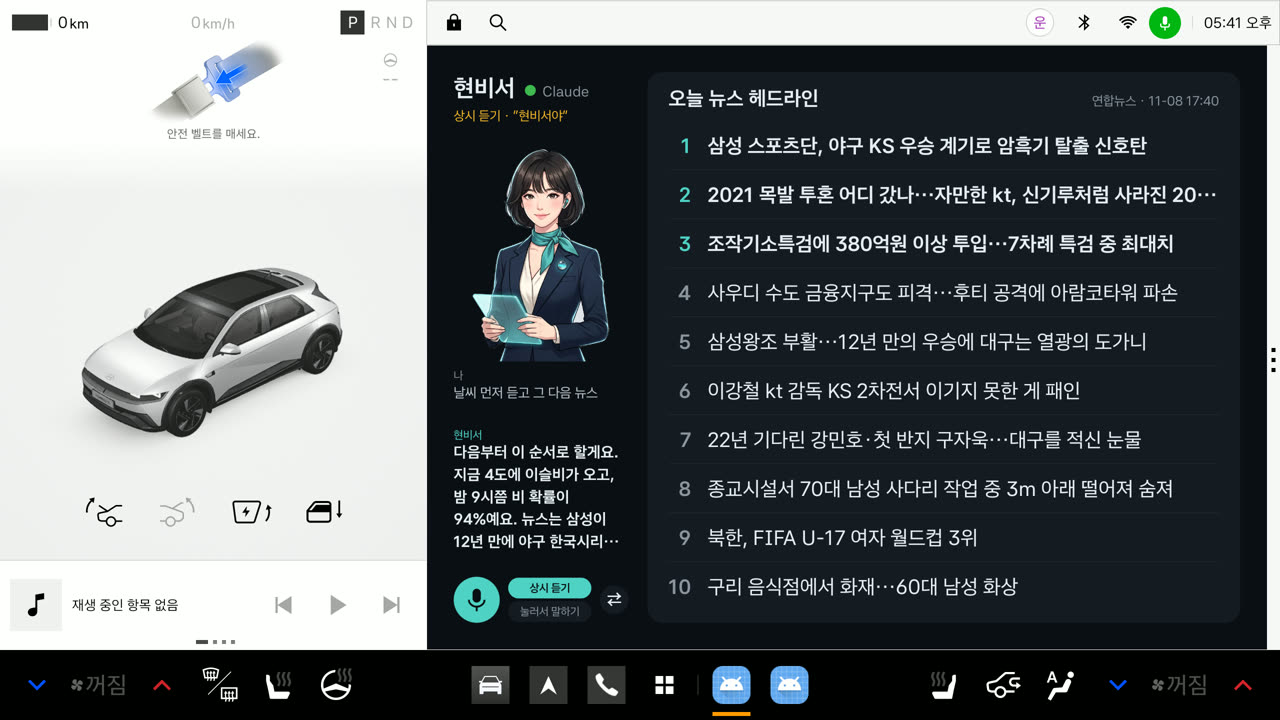 0km
0km/h
P R N D
--
안전 벨트를 매세요.
재생 중인 항목 없음
운
05:41 오후
현비서
Claude
상시 듣기 · “현비서야”
나
날씨 먼저 듣고 그 다음 뉴스
현비서
다음부터 이 순서로 할게요.
지금 4도에 이슬비가 오고,
밤 9시쯤 비 확률이
94%예요. 뉴스는 삼성이
12년 만에 야구 한국시리…
상시 듣기
눌러서 말하기
오늘 뉴스 헤드라인
연합뉴스 · 11-08 17:40
1 삼성 스포츠단, 야구 KS 우승 계기로 암흑기 탈출 신호탄
2 2021 목발 투혼 어디 갔나…자만한 kt, 신기루처럼 사라진 20…
3 조작기소특검에 380억원 이상 투입…7차례 특검 중 최대치
4 사우디 수도 금융지구도 피격…후티 공격에 아람코타워 파손
5 삼성왕조 부활…12년 만의 우승에 대구는 열광의 도가니
6 이강철 kt 감독 KS 2차전서 이기지 못한 게 패인
7 22년 기다린 강민호·첫 반지 구자욱…대구를 적신 눈물
8 종교시설서 70대 남성 사다리 작업 중 3m 아래 떨어져 숨져
9 북한, FIFA U-17 여자 월드컵 3위
10 구리 음식점에서 화재…60대 남성 화상
꺼짐
A
꺼짐